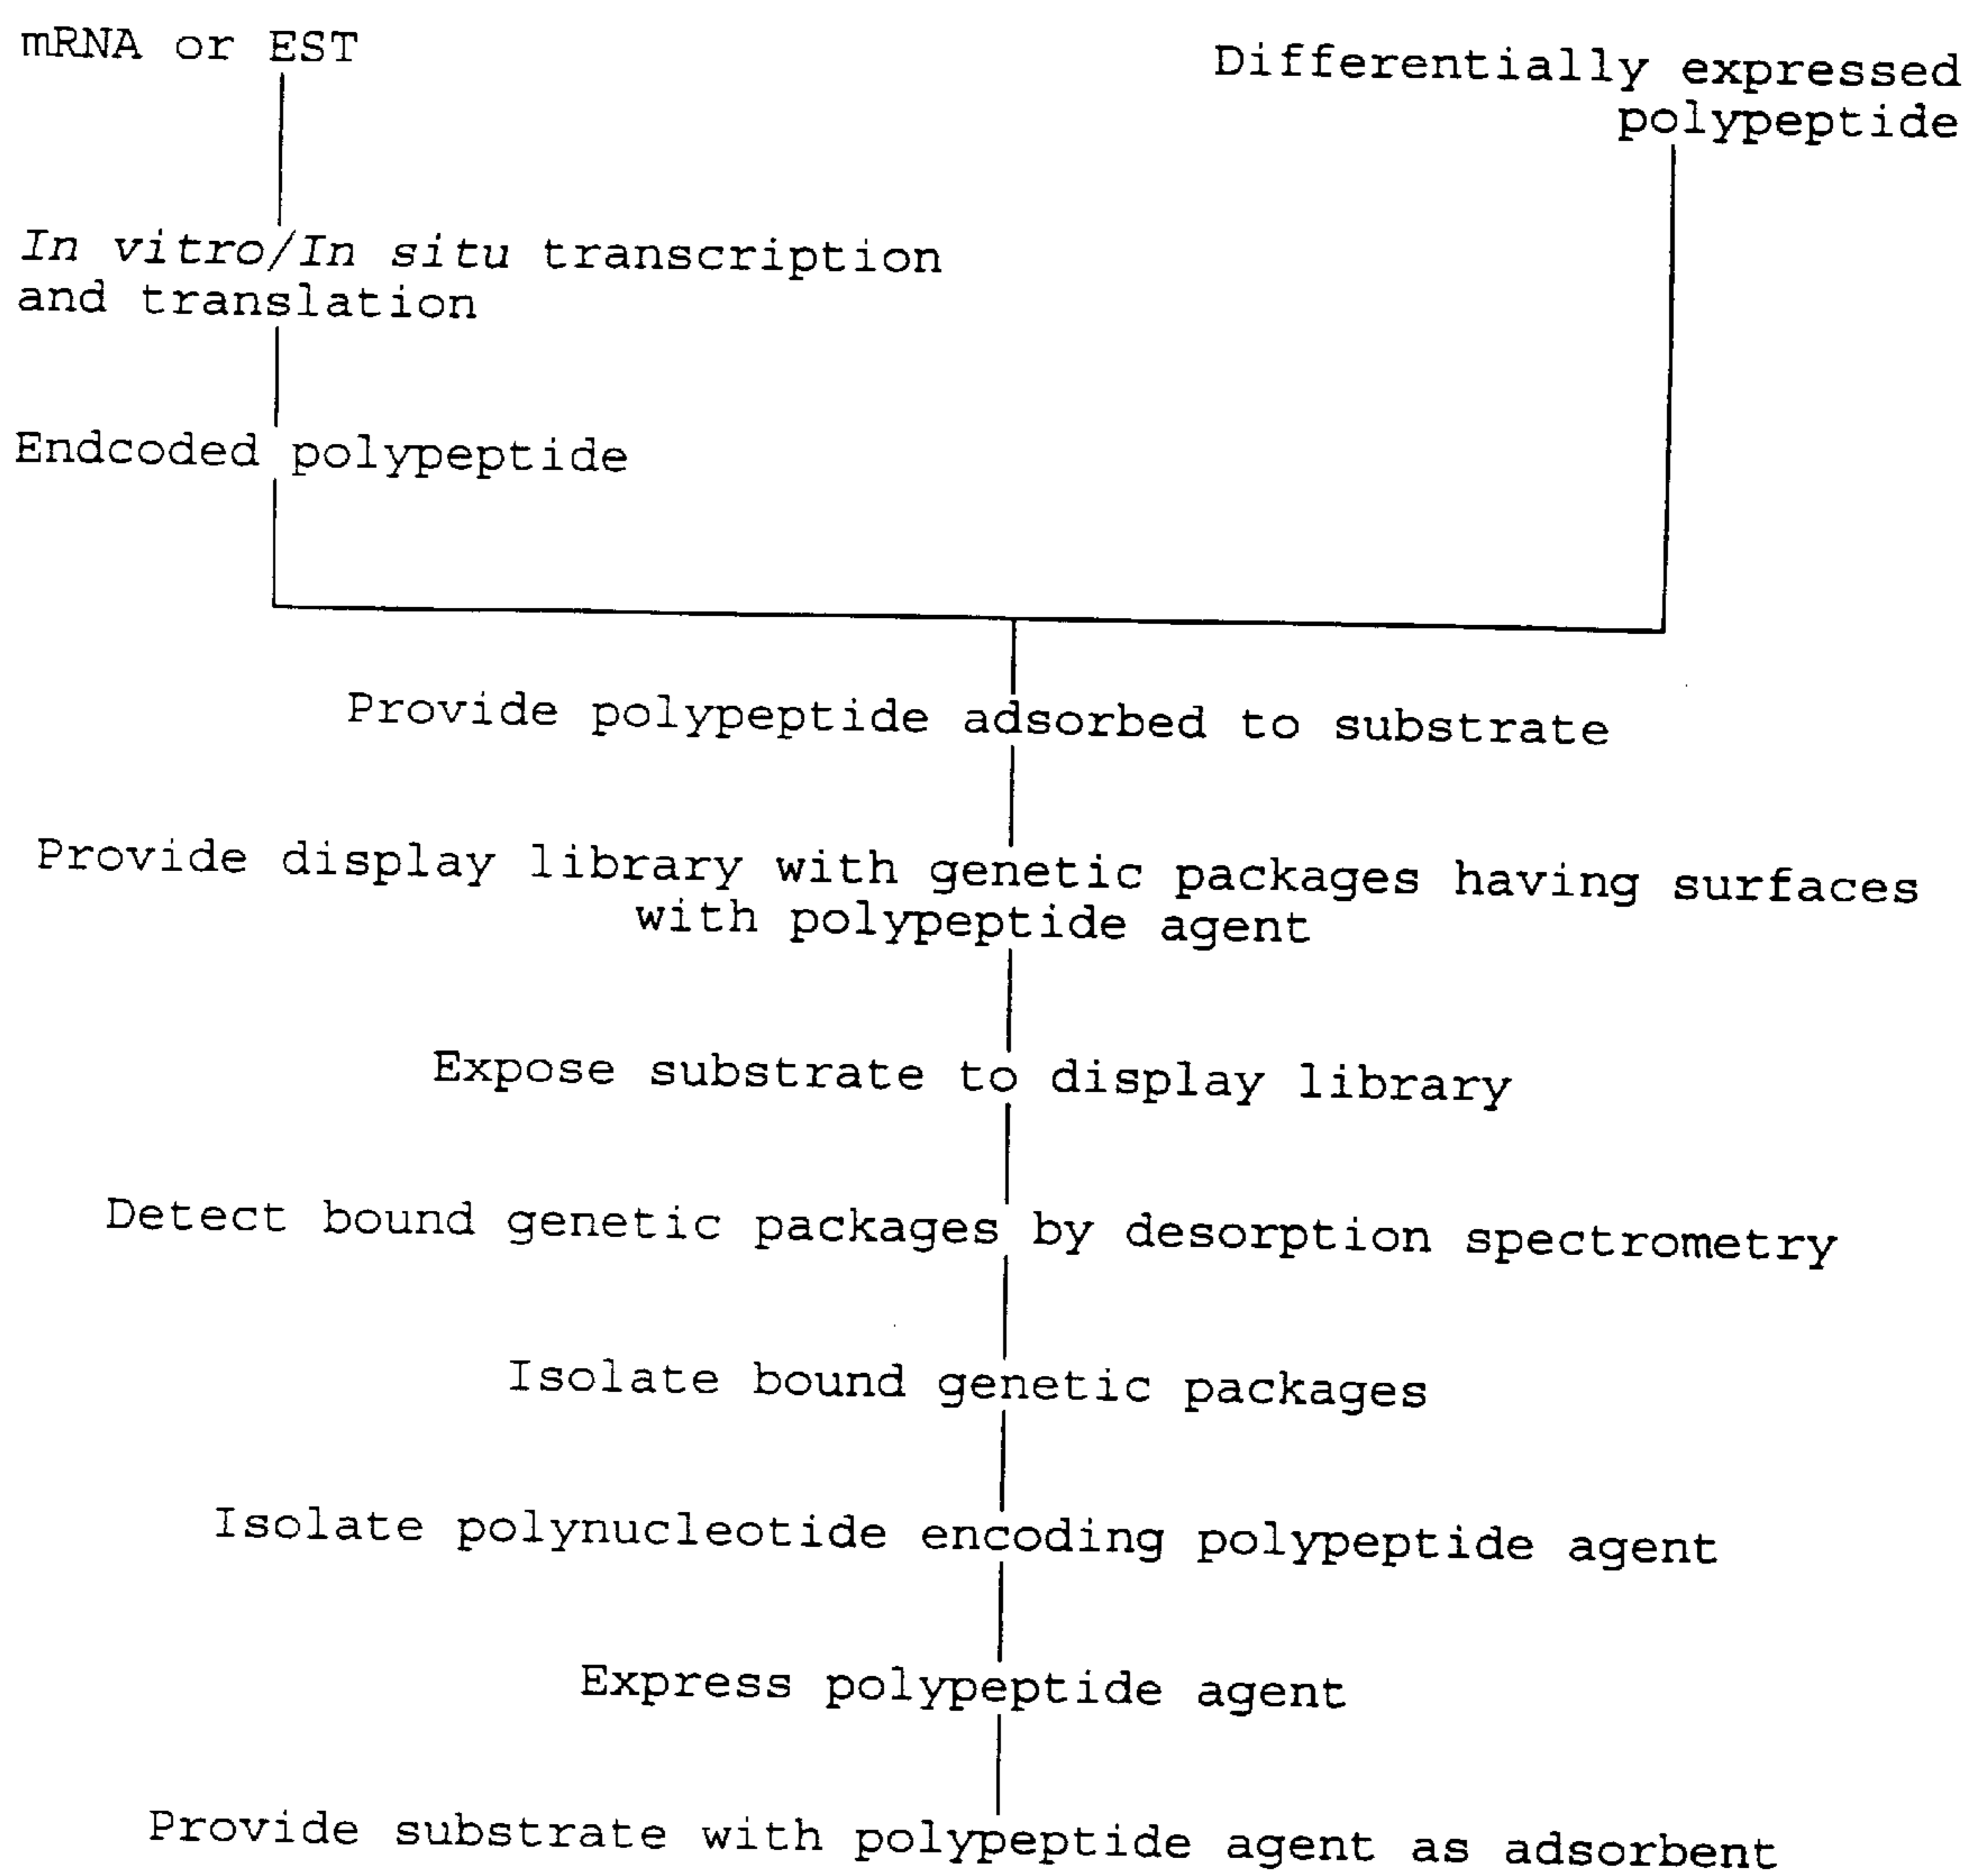 mRNA or EST
Differentially expressed
polypeptide
In vitro/In situ transcription
and translation
Endcoded polypeptide
Provide polypeptide adsorbed to substrate
Provide display library with genetic packages having surfaces
with polypeptide agent
Expose substrate to display library
Detect bound genetic packages by desorption spectrometry
Isolate bound genetic packages
Isolate polynucleotide encoding polypeptide agent
Express polypeptide agent
Provide substrate with polypeptide agent as adsorbent